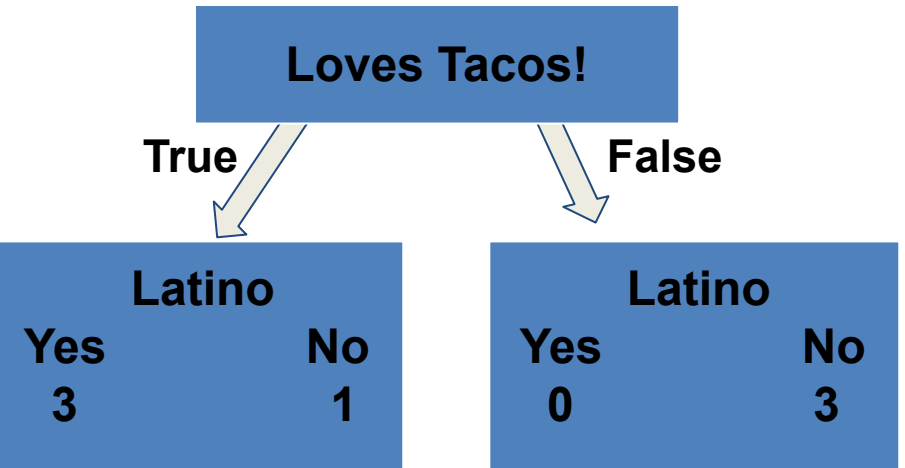 Loves Tacos!
True False
Latino Latino
Yes No Yes No
3 1 0 3